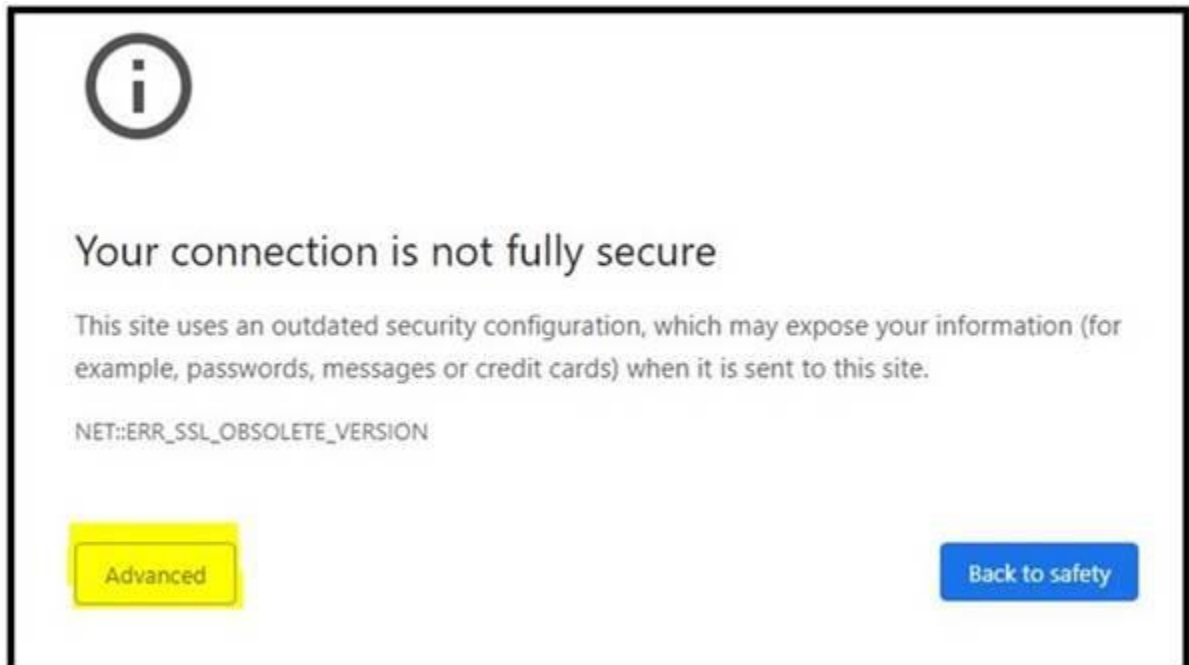 Your connection is not fully secure
This site uses an outdated security configuration, which may expose your information (for
example, passwords, messages or credit cards) when it is sent to this site.
NET::ERR_SSL_OBSOLETE_VERSION
Advanced
Back to safety